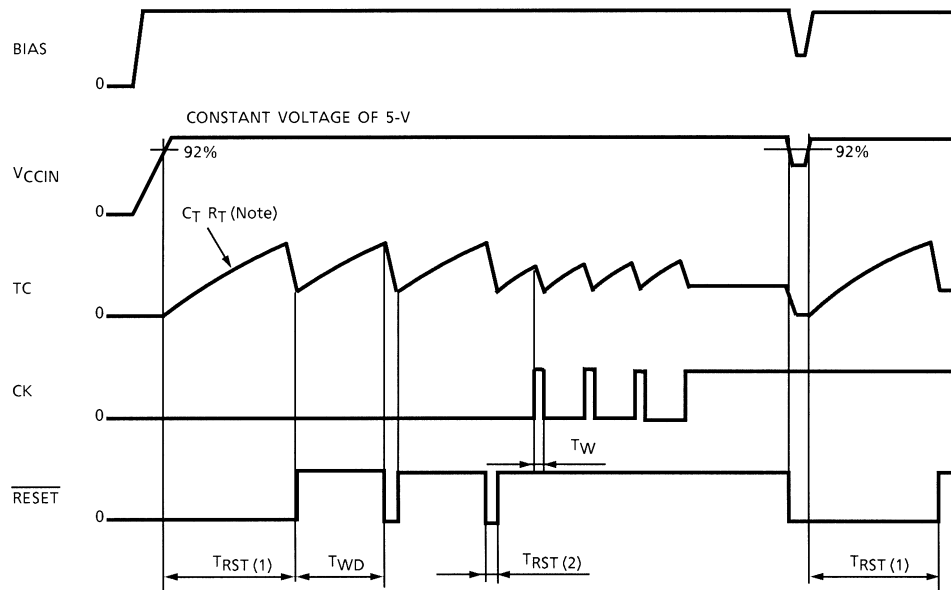 BIAS
0
CONSTANT VOLTAGE OF 5-V
92%
92%
VCCIN
0
CT RT (Note)
TC
0
CK
0
TW
RESET
0
TRST (1)
TWD
TRST (2)
TRST (1)